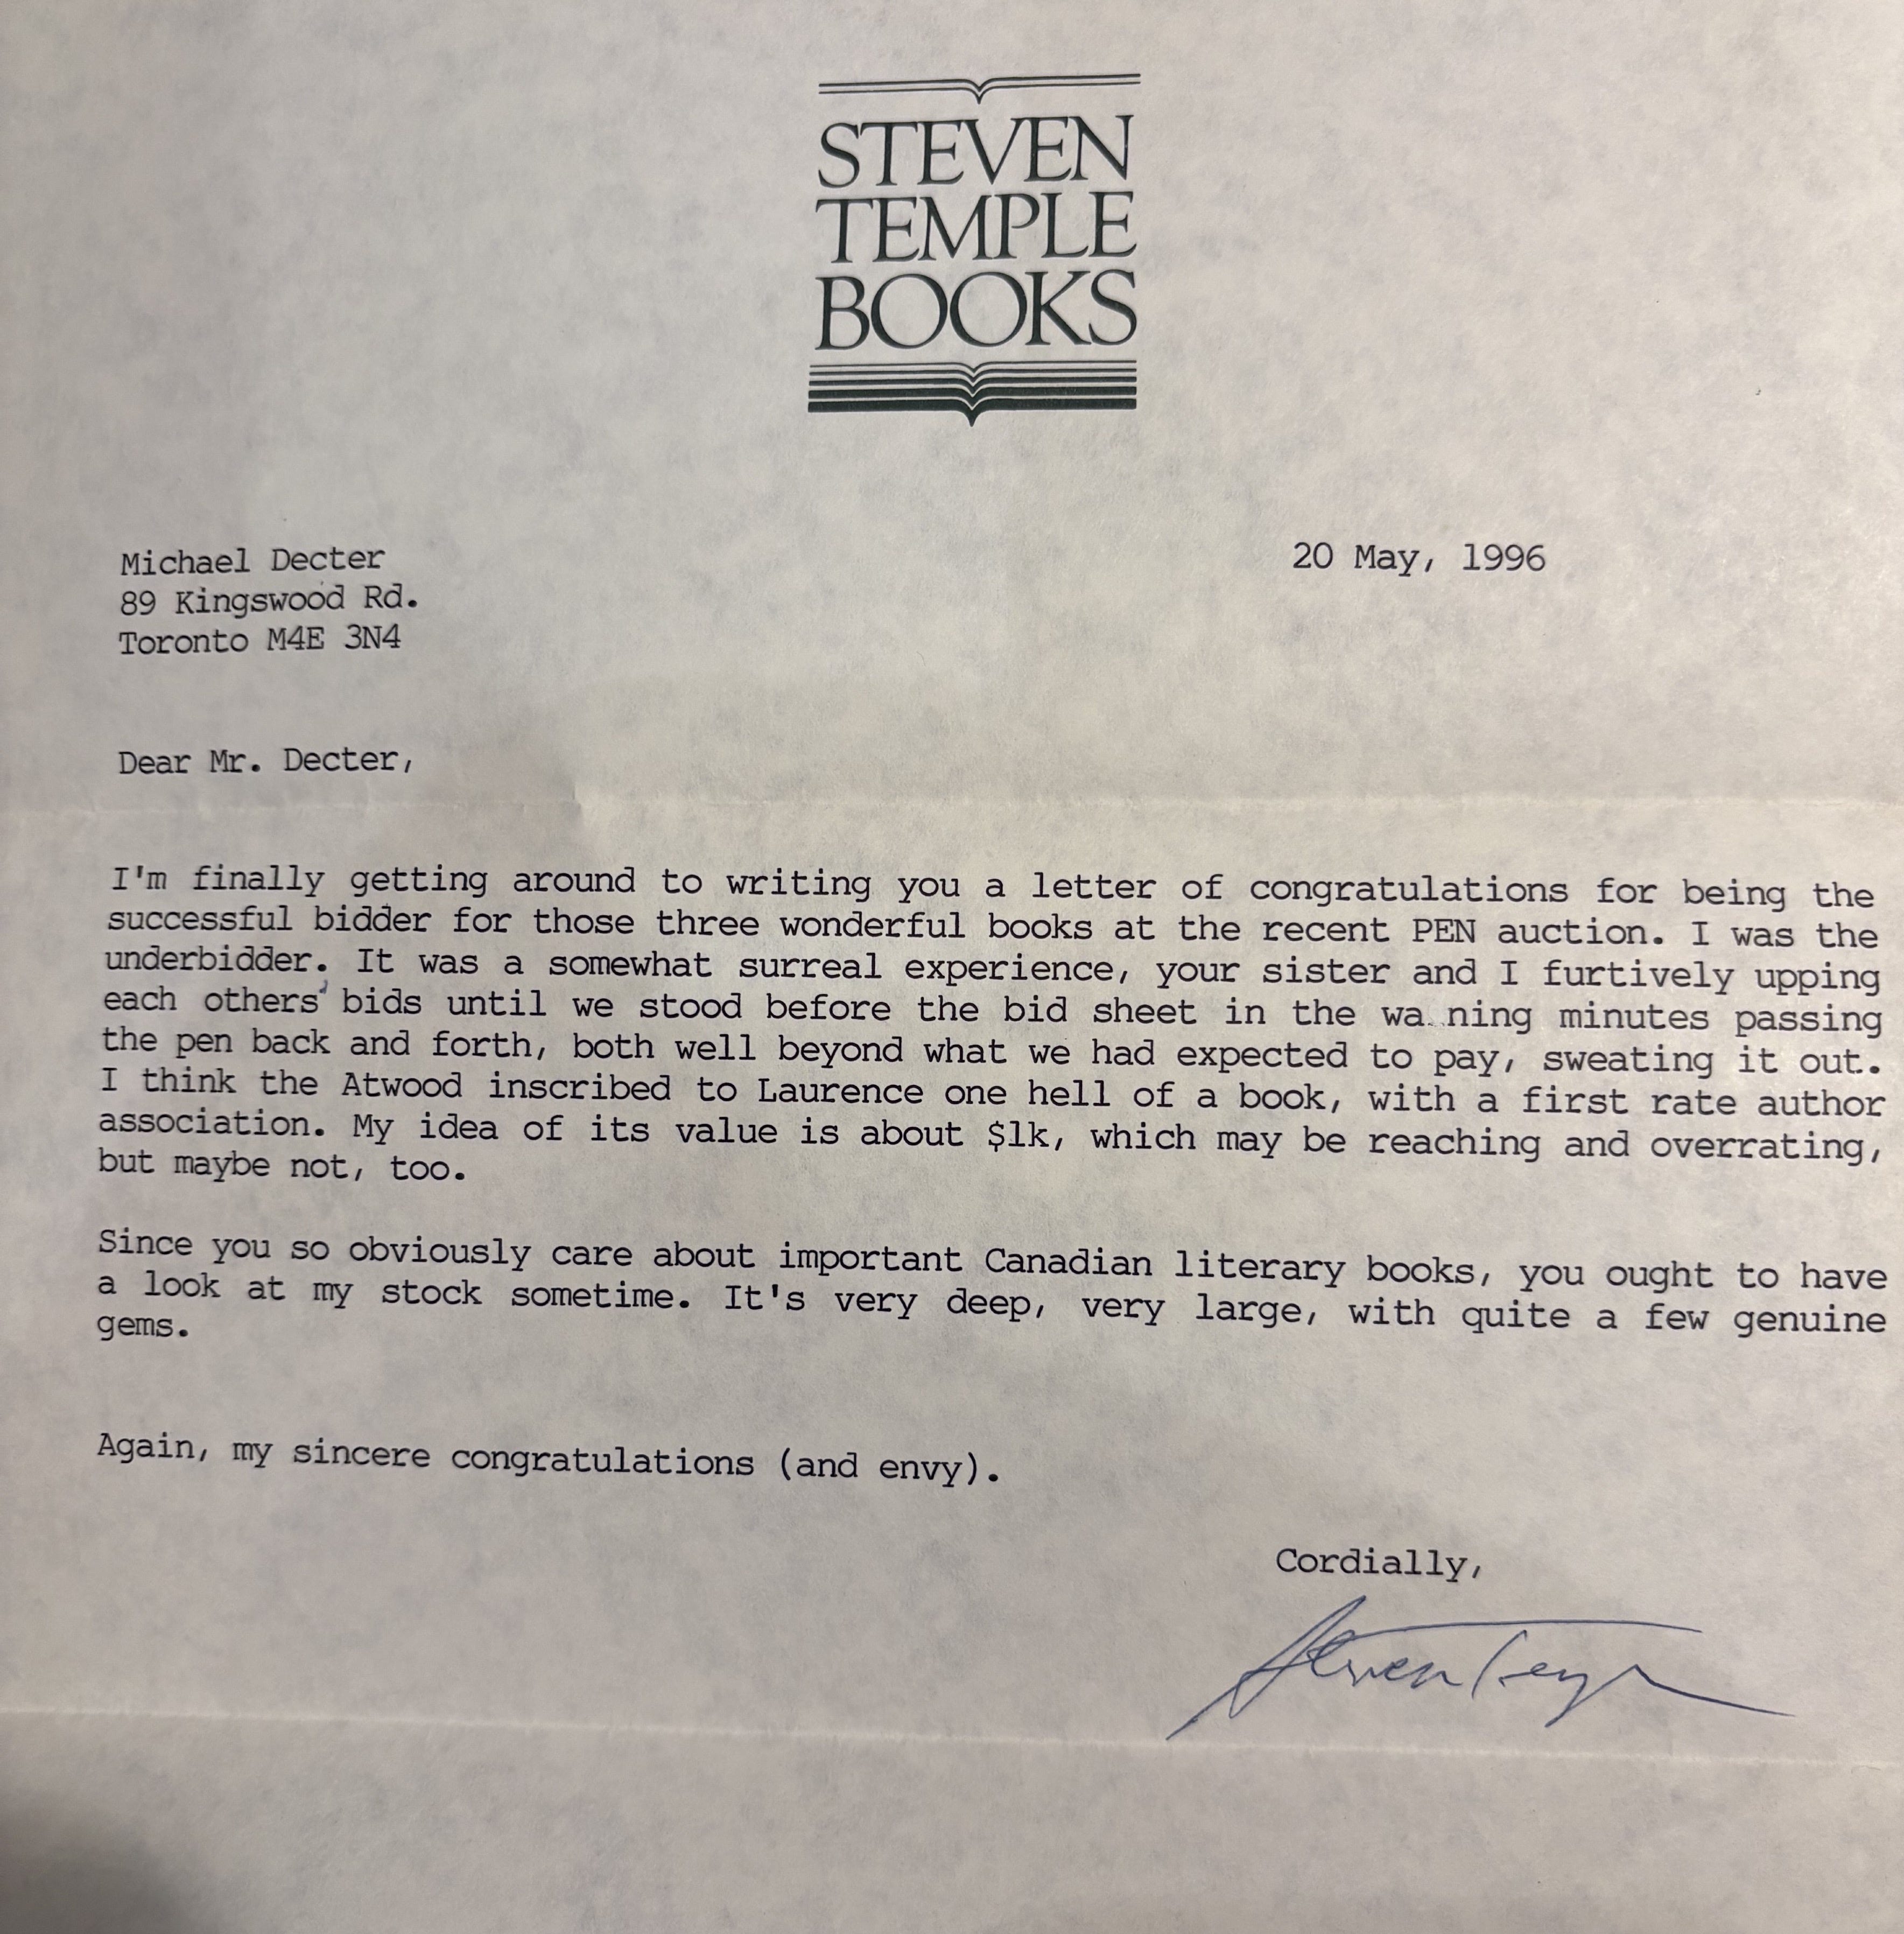 STEVEN
TEMPLE
BOOKS
Michael Decter
89 Kingswood Rd.
Toronto M4E 3N4
20 May, 1996
Dear Mr. Decter,
I'm finally getting around to writing you a letter of congratulations for being the
successful bidder for those three wonderful books at the recent PEN auction. I was the
underbidder. It was a somewhat surreal experience, your sister and I furtively upping
each others' bids until we stood before the bid sheet in the wa ning minutes passing
the pen back and forth, both well beyond what we had expected to pay, sweating it out.
I think the Atwood inscribed to Laurence one hell of a book, with a first rate author
association. My idea of its value is about $1k, which may be reaching and overrating,
but maybe not, too.
Since you so obviously care about important Canadian literary books, you ought to have
a look at my stock sometime. It's very deep, very large, with quite a few genuine
gems.
Again, my sincere congratulations (and envy).
Cordially,
Steven Temple